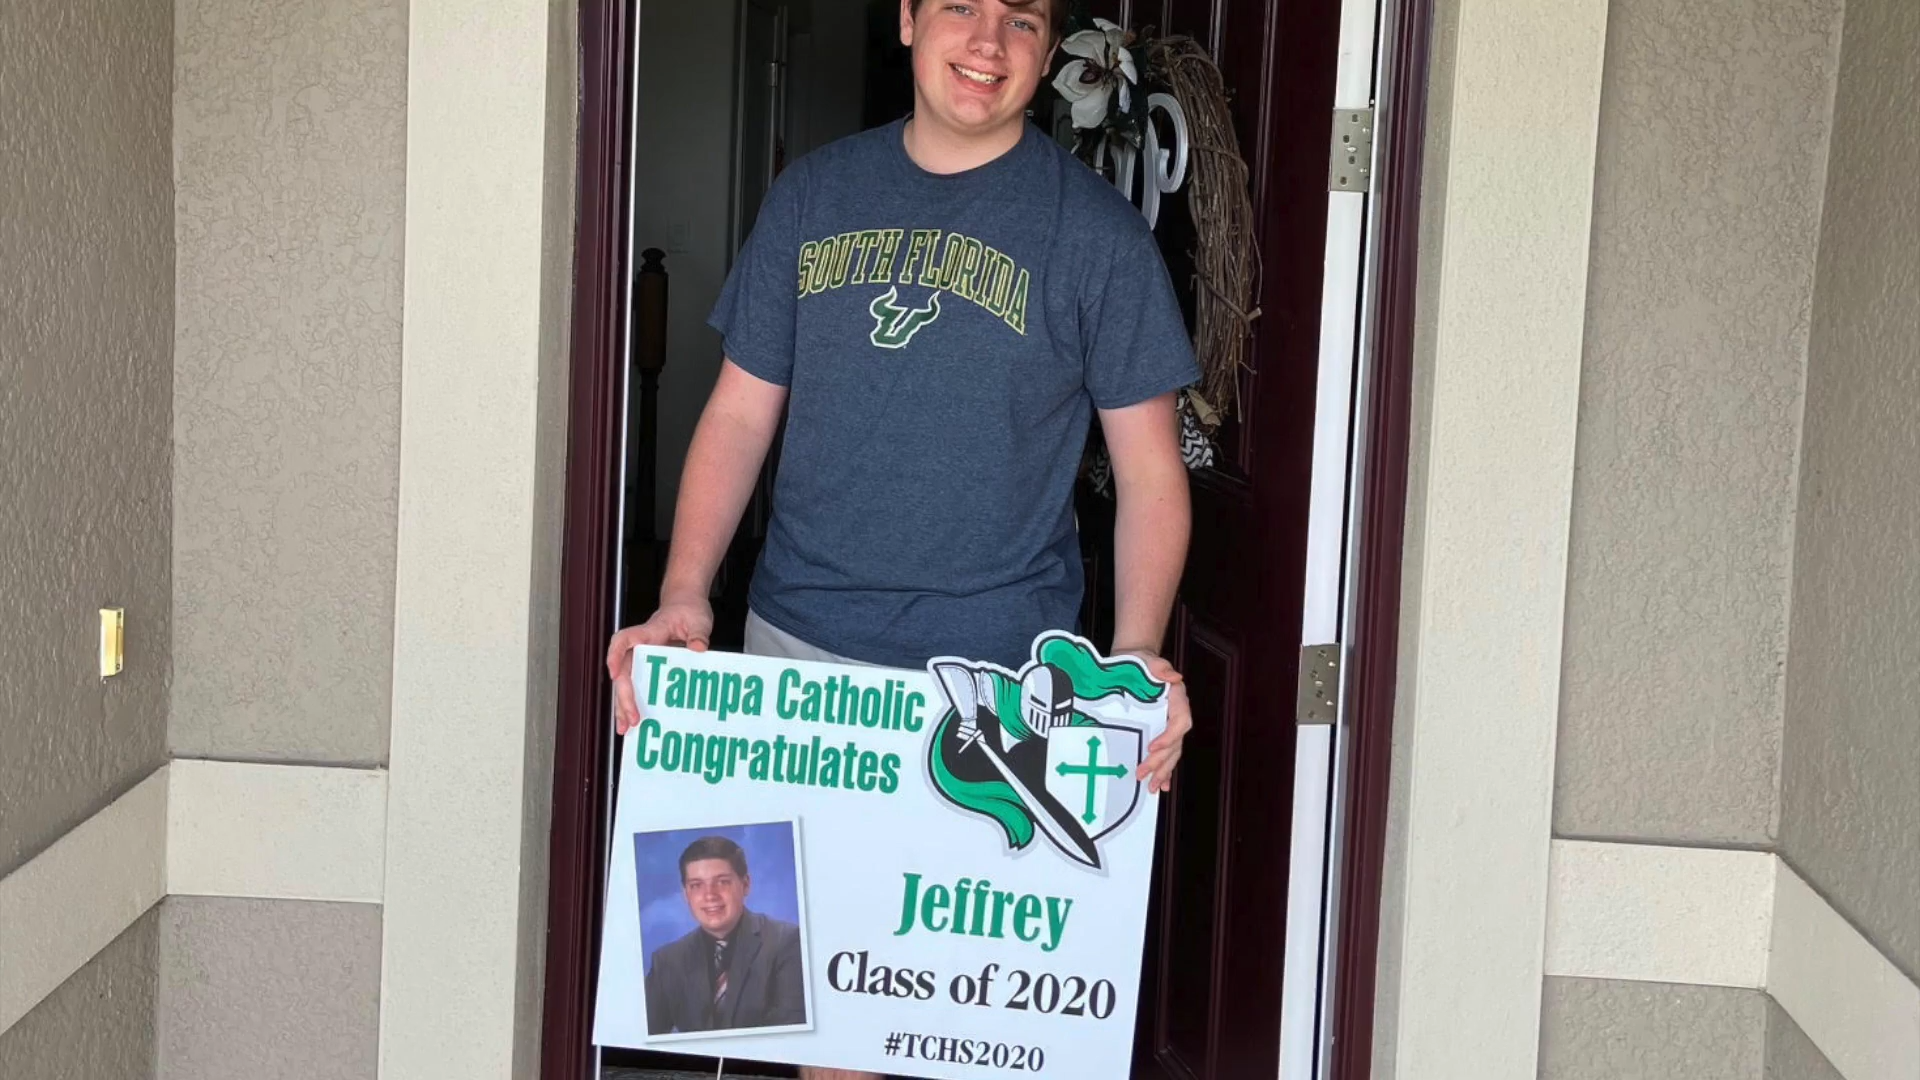 SOUTH FLORIDA
Tampa Catholic
Congratulates
Jeffrey
Class of 2020
#TCHS2020